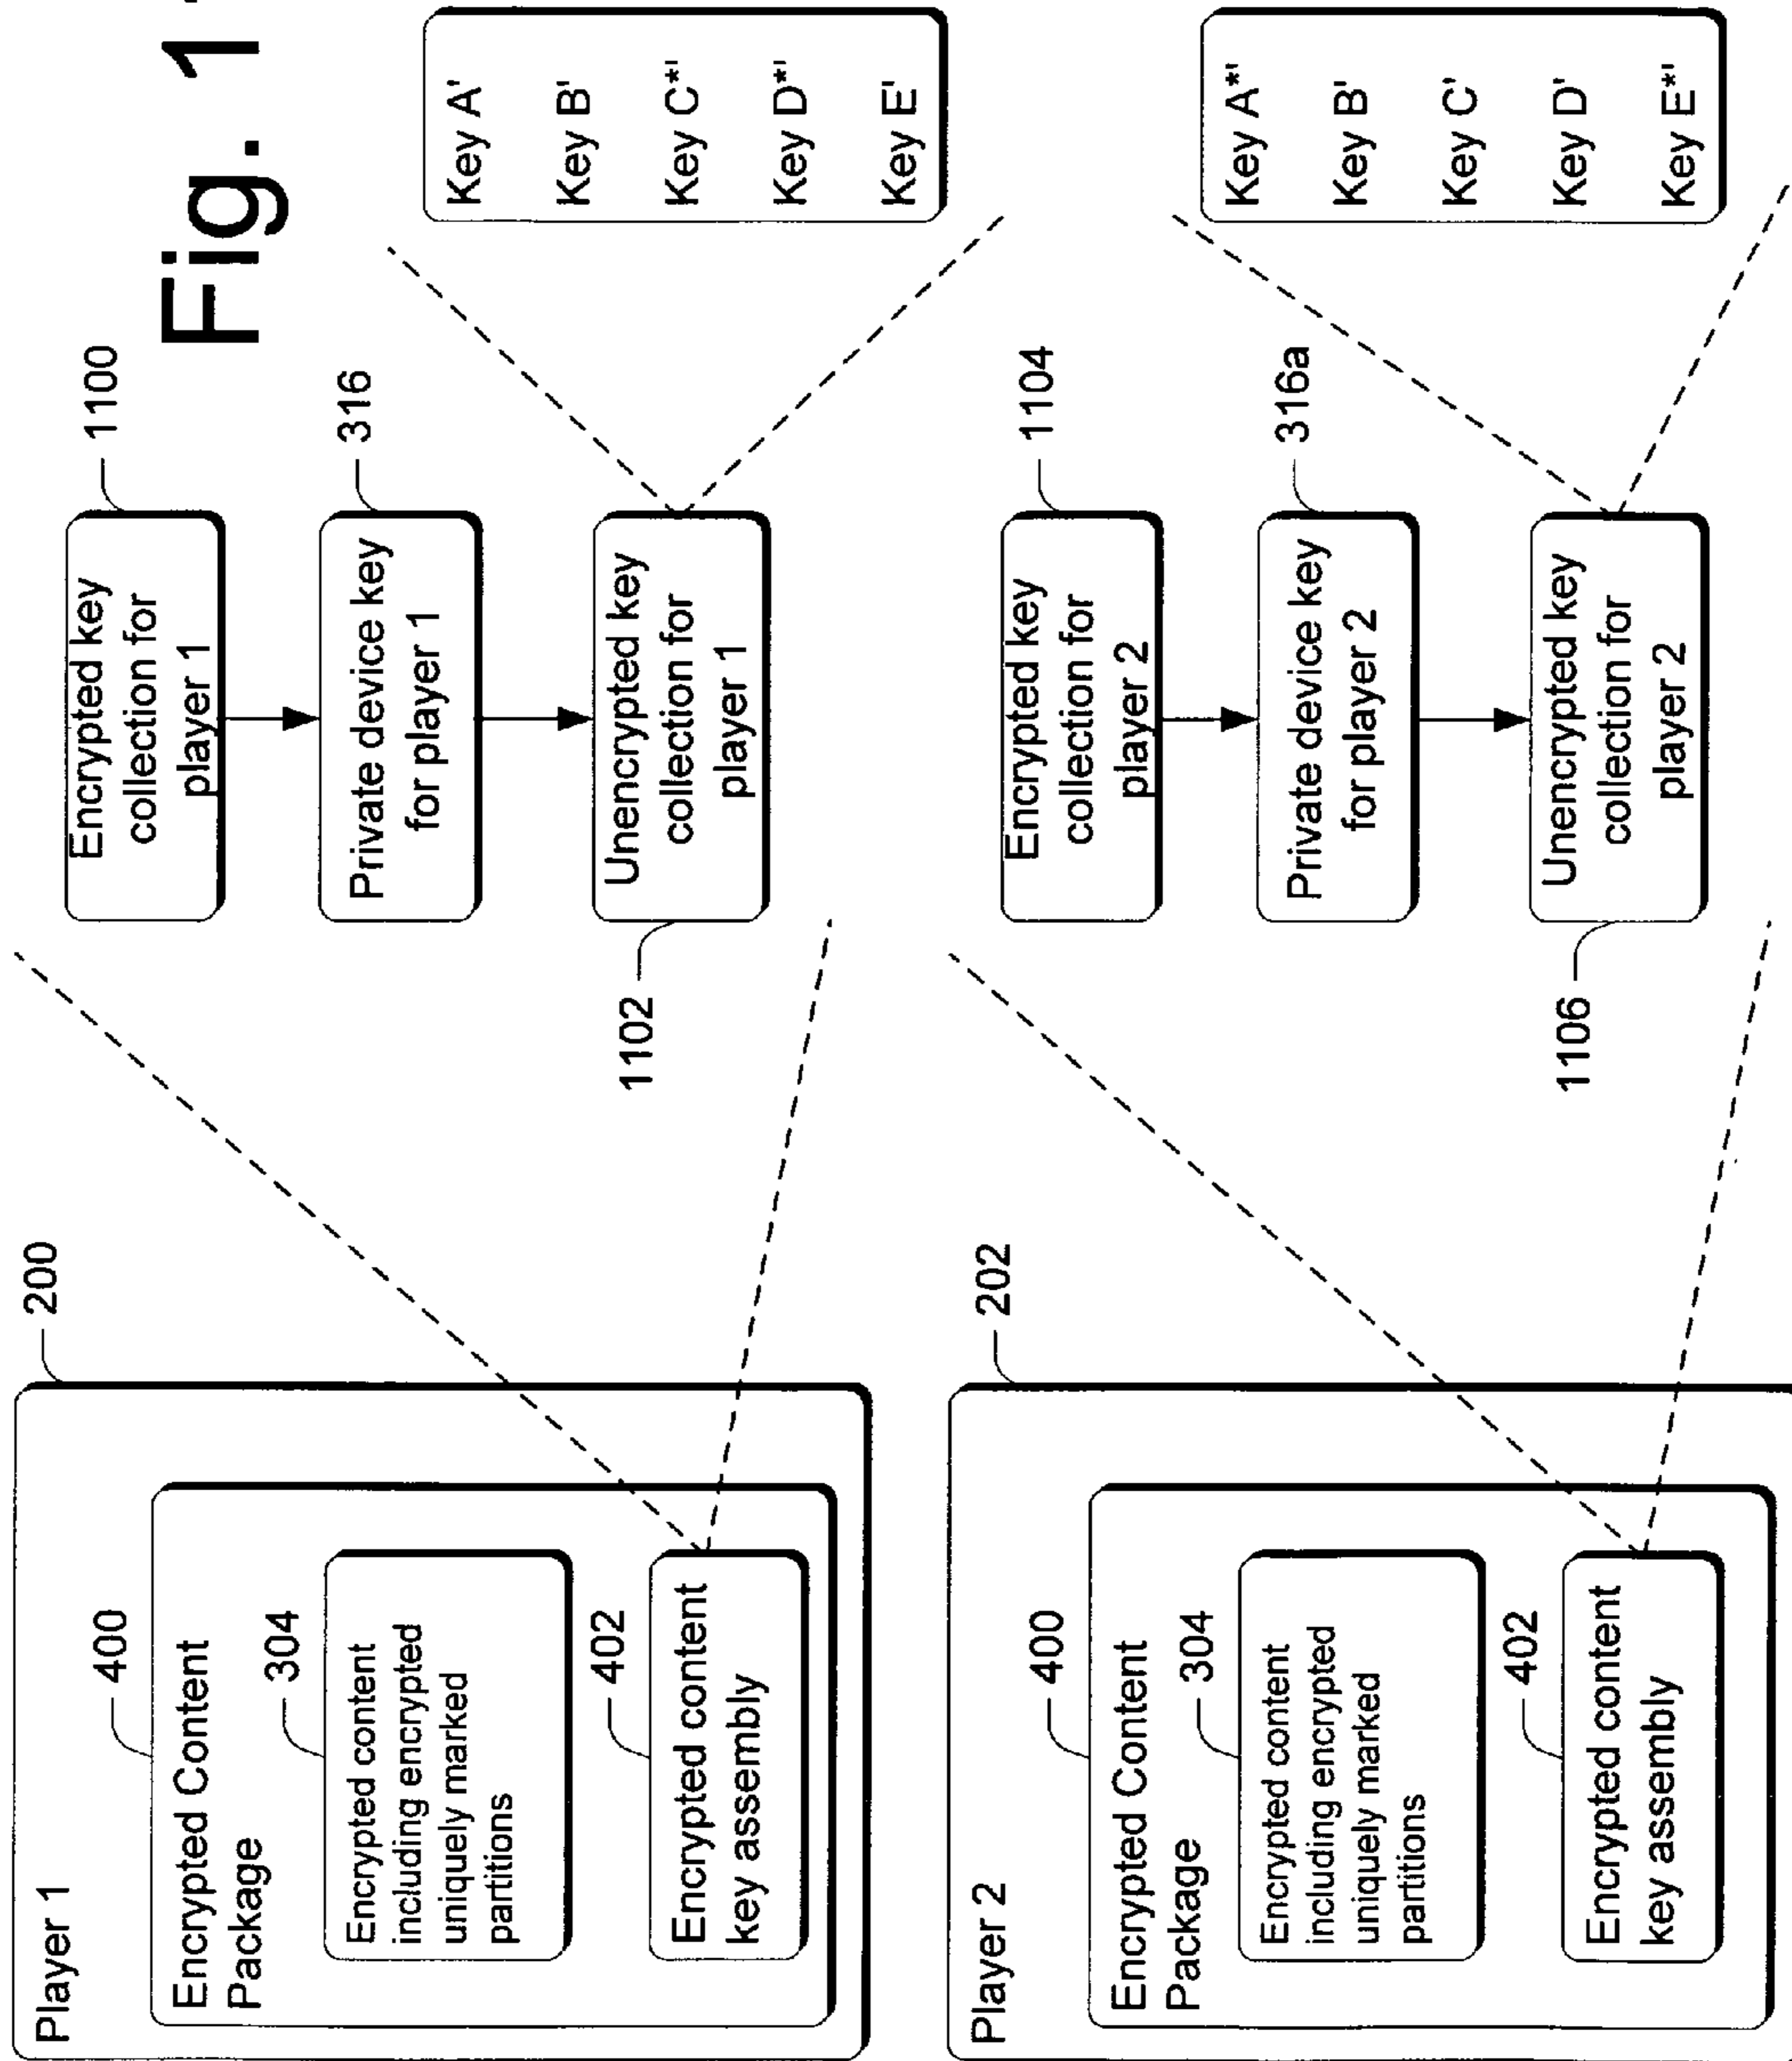 Player 1
200
400
Encrypted Content
Package
304
Encrypted content
including encrypted
uniquely marked
partitions
402
Encrypted content
key assembly
Encrypted key
collection for
player 1
1100
Private device key
for player 1
316
Unencrypted key
collection for
player 1
1102
Key A'
Key B'
Key C*'
Key D*'
Key E'
Player 2
202
400
Encrypted Content
Package
304
Encrypted content
including encrypted
uniquely marked
partitions
402
Encrypted content
key assembly
Encrypted key
collection for
player 2
1104
Private device key
for player 2
316a
Unencrypted key
collection for
player 2
1106
Key A*'
Key B'
Key C'
Key D'
Key E*'
Fig. 1